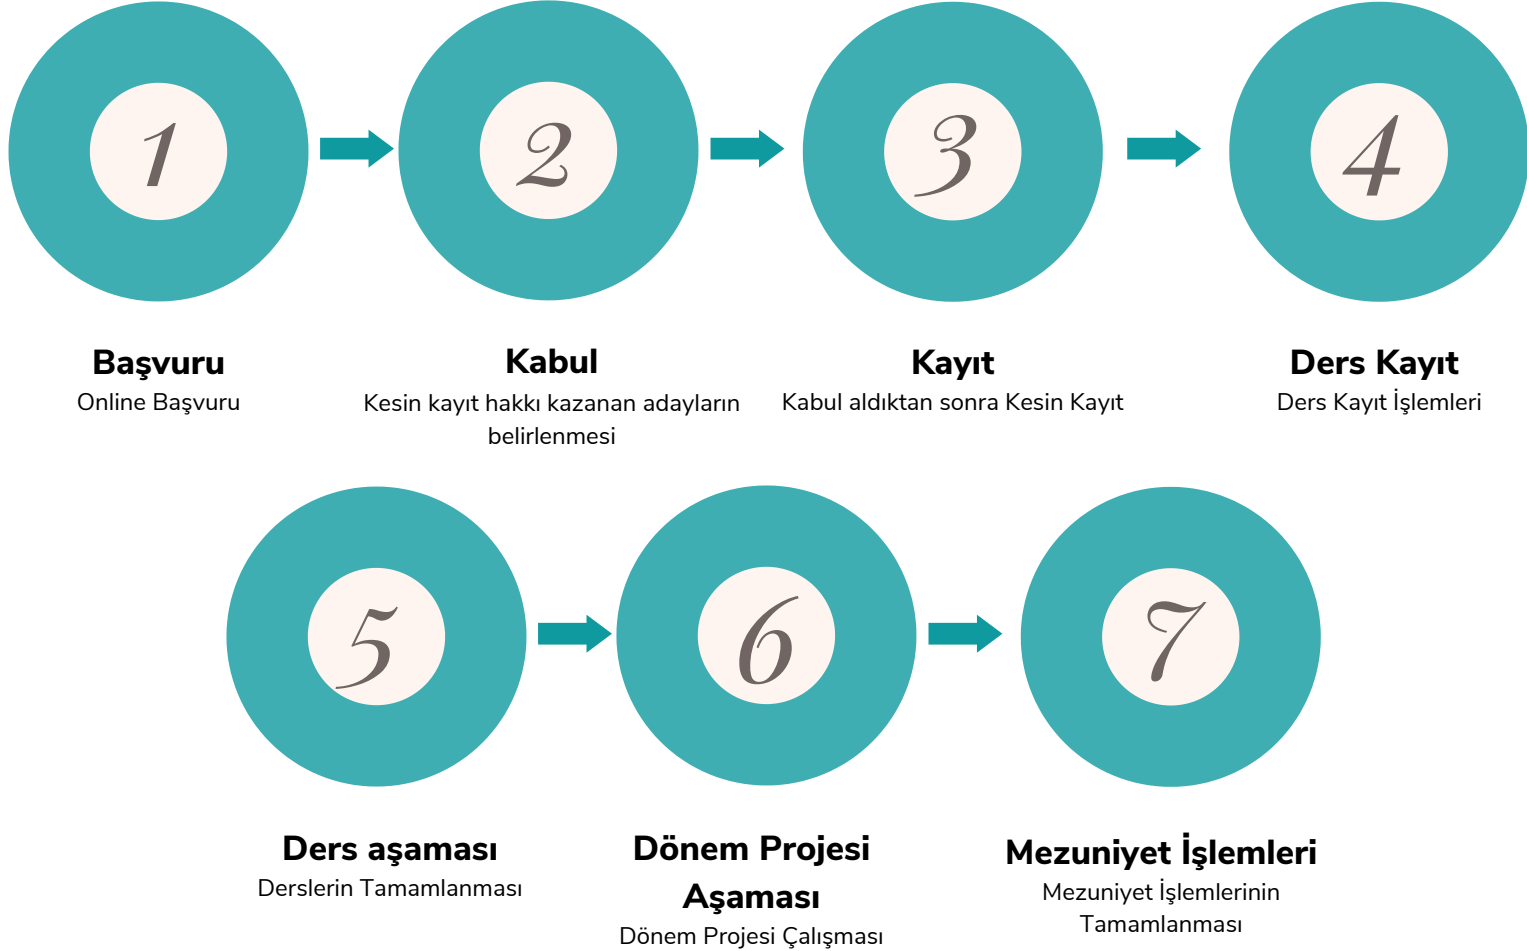 1
2
3
4
Başvuru
Online Başvuru
Kabul
Kesin kayıt hakkı kazanan adayların
belirlenmesi
Kayıt
Kabul aldıktan sonra Kesin Kayıt
Ders Kayıt
Ders Kayıt İşlemleri
5
6
7
Ders aşaması
Derslerin Tamamlanması
Dönem Projesi
Aşaması
Dönem Projesi Çalışması
Mezuniyet İşlemleri
Mezuniyet İşlemlerinin
Tamamlanması